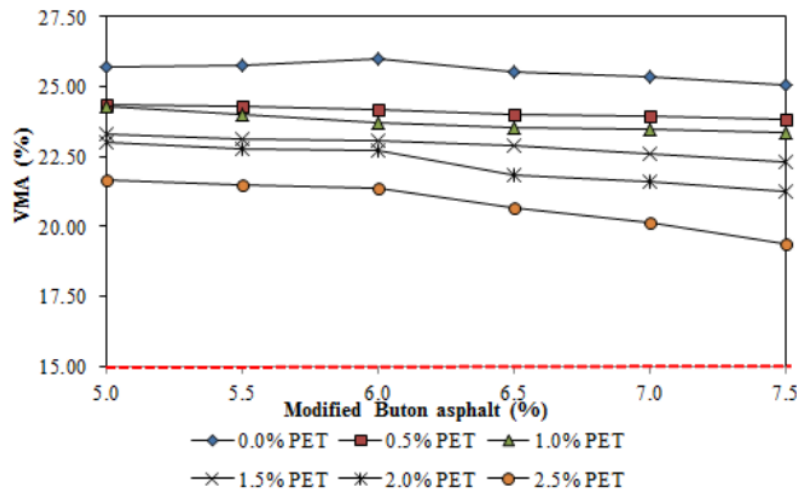 27.50
25.00
22.50
20.00
17.50
15.00
VMA (%)
5.0 5.5 6.0 6.5 7.0 7.5
Modified Buton asphalt (%)
0.0% PET 0.5% PET 1.0% PET
1.5% PET 2.0% PET 2.5% PET